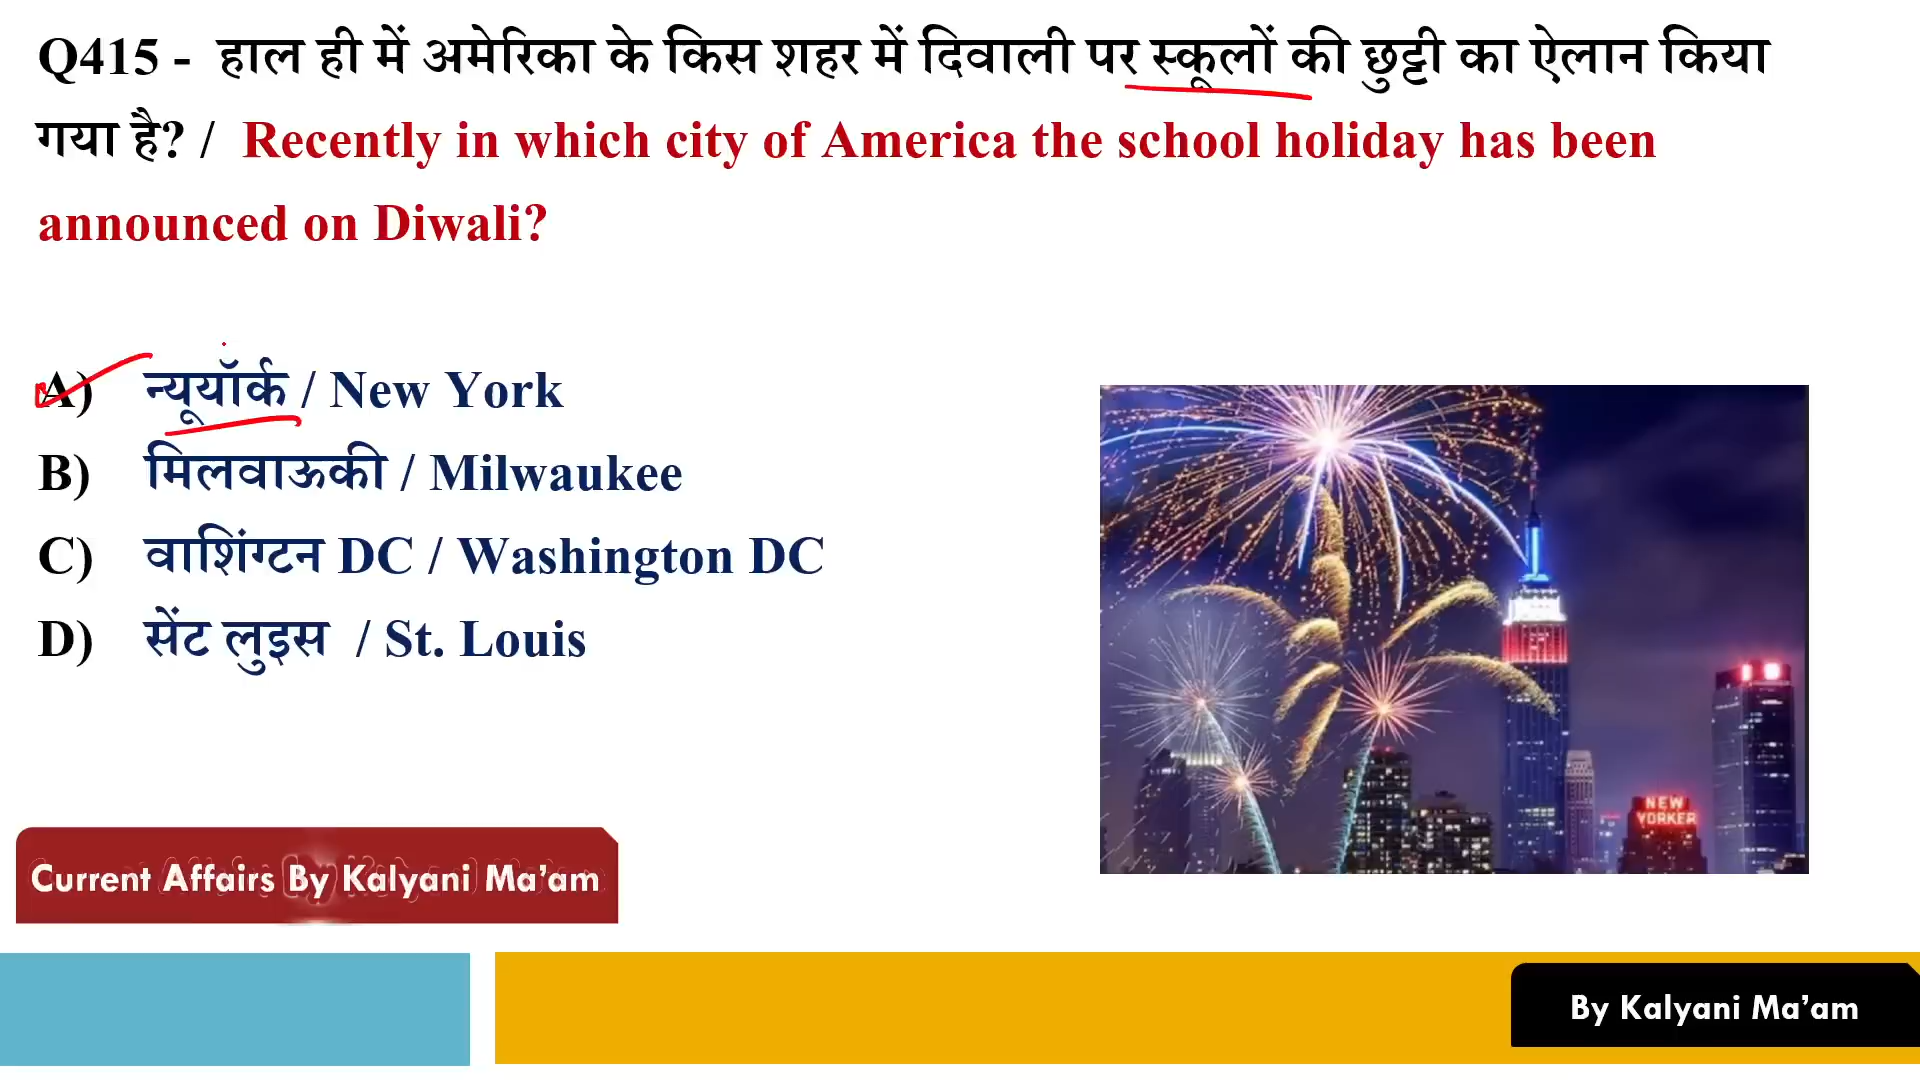 Q415 - हाल ही में अमेरिका के किस शहर में दिवाली पर स्कूलों की छुट्टी का ऐलान किया
गया है? / Recently in which city of America the school holiday has been
announced on Diwali?
A) न्यूयॉर्क / New York
B) मिलवाऊकी / Milwaukee
C) वाशिंग्टन DC / Washington DC
D) सेंट लुइस / St. Louis
NEW
YORKER
Current Affairs By Kalyani Ma’am
By Kalyani Ma’am